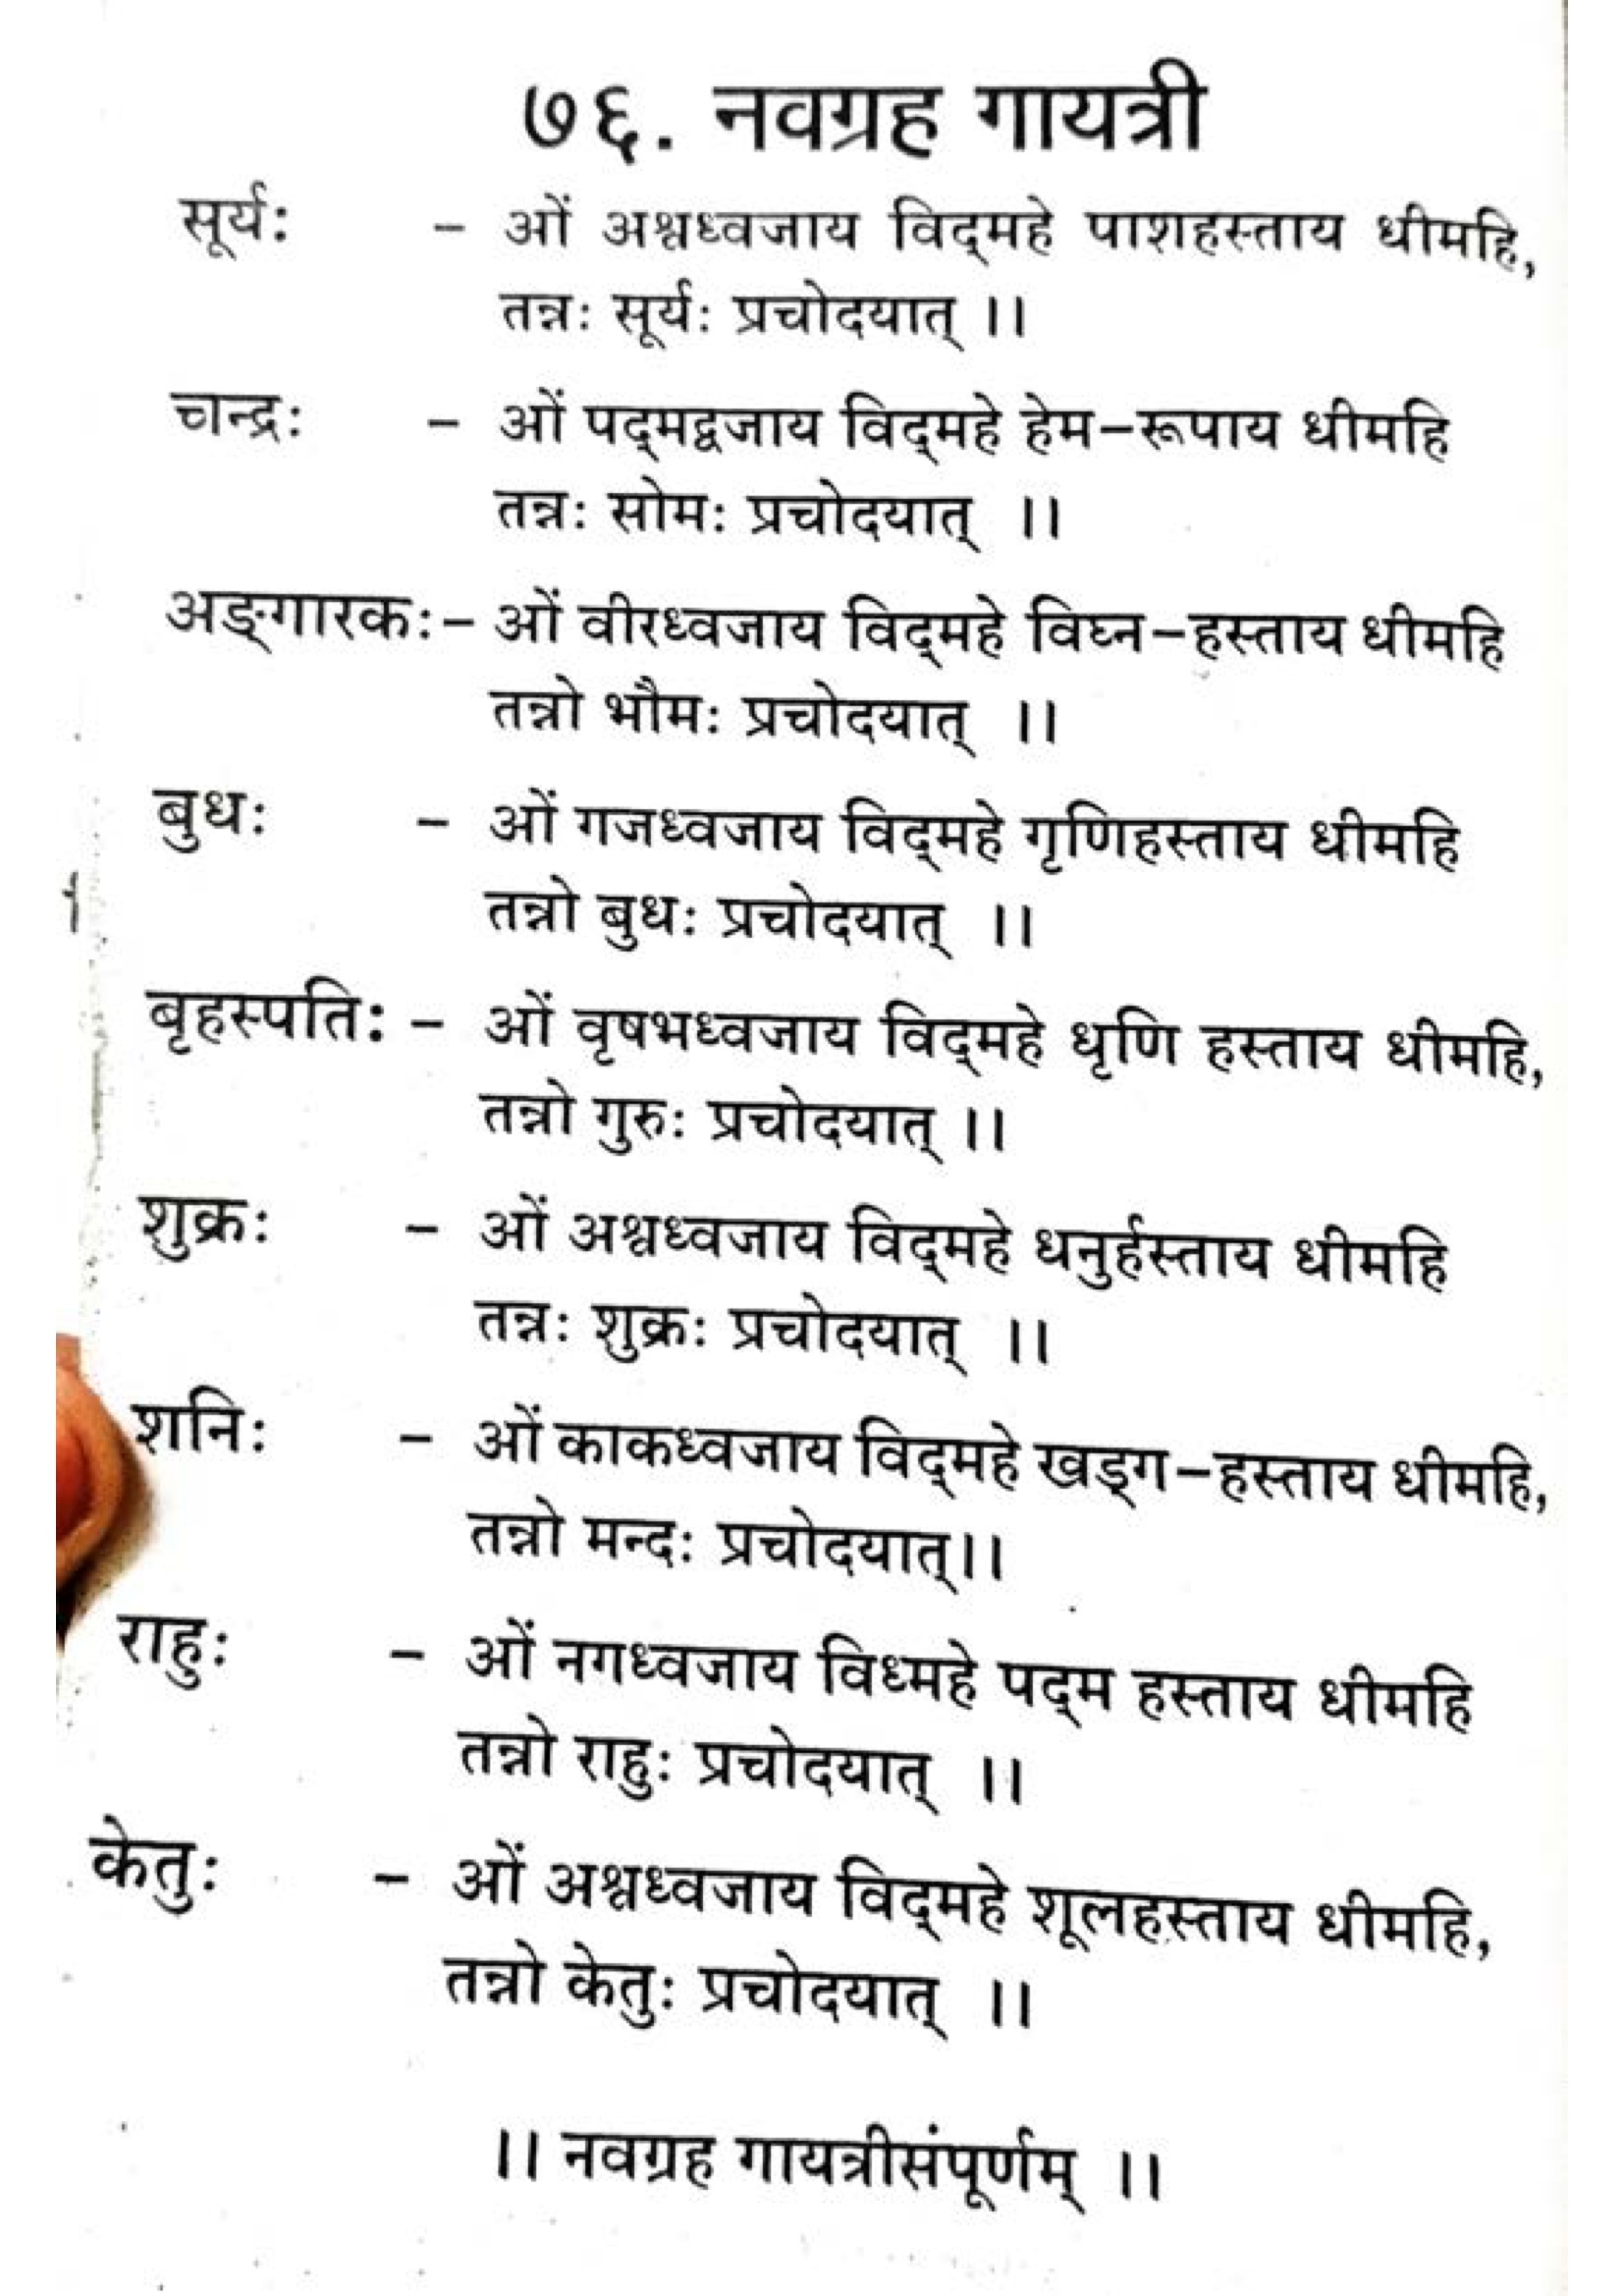 ७६. नवग्रह गायत्री
सूर्यः – ओं अश्वध्वजाय विद्महे पाशहस्ताय धीमहि,
तन्नः सूर्यः प्रचोदयात् ।।
चन्द्रः – ओं पद्मद्वजाय विद्महे हेम–रूपाय धीमहि
तन्नः सोमः प्रचोदयात् ।।
अङ्गारकः– ओं वीरध्वजाय विद्महे विघ्न–हस्ताय धीमहि
तन्नो भौमः प्रचोदयात् ।।
बुधः – ओं गजध्वजाय विद्महे गृणिहस्ताय धीमहि
तन्नो बुधः प्रचोदयात् ।।
बृहस्पतिः – ओं वृषभध्वजाय विद्महे धृणि हस्ताय धीमहि,
तन्नो गुरुः प्रचोदयात् ।।
शुक्रः – ओं अश्वध्वजाय विद्महे धनुर्हस्ताय धीमहि
तन्नः शुक्रः प्रचोदयात् ।।
शनिः – ओं काकध्वजाय विद्महे खड्ग–हस्ताय धीमहि,
तन्नो मन्दः प्रचोदयात्।।
राहुः – ओं नगध्वजाय विध्महे पद्म हस्ताय धीमहि
तन्नो राहुः प्रचोदयात् ।।
केतुः – ओं अश्वध्वजाय विद्महे शूलहस्ताय धीमहि,
तन्नो केतुः प्रचोदयात् ।।
।। नवग्रह गायत्रीसंपूर्णम् ।।